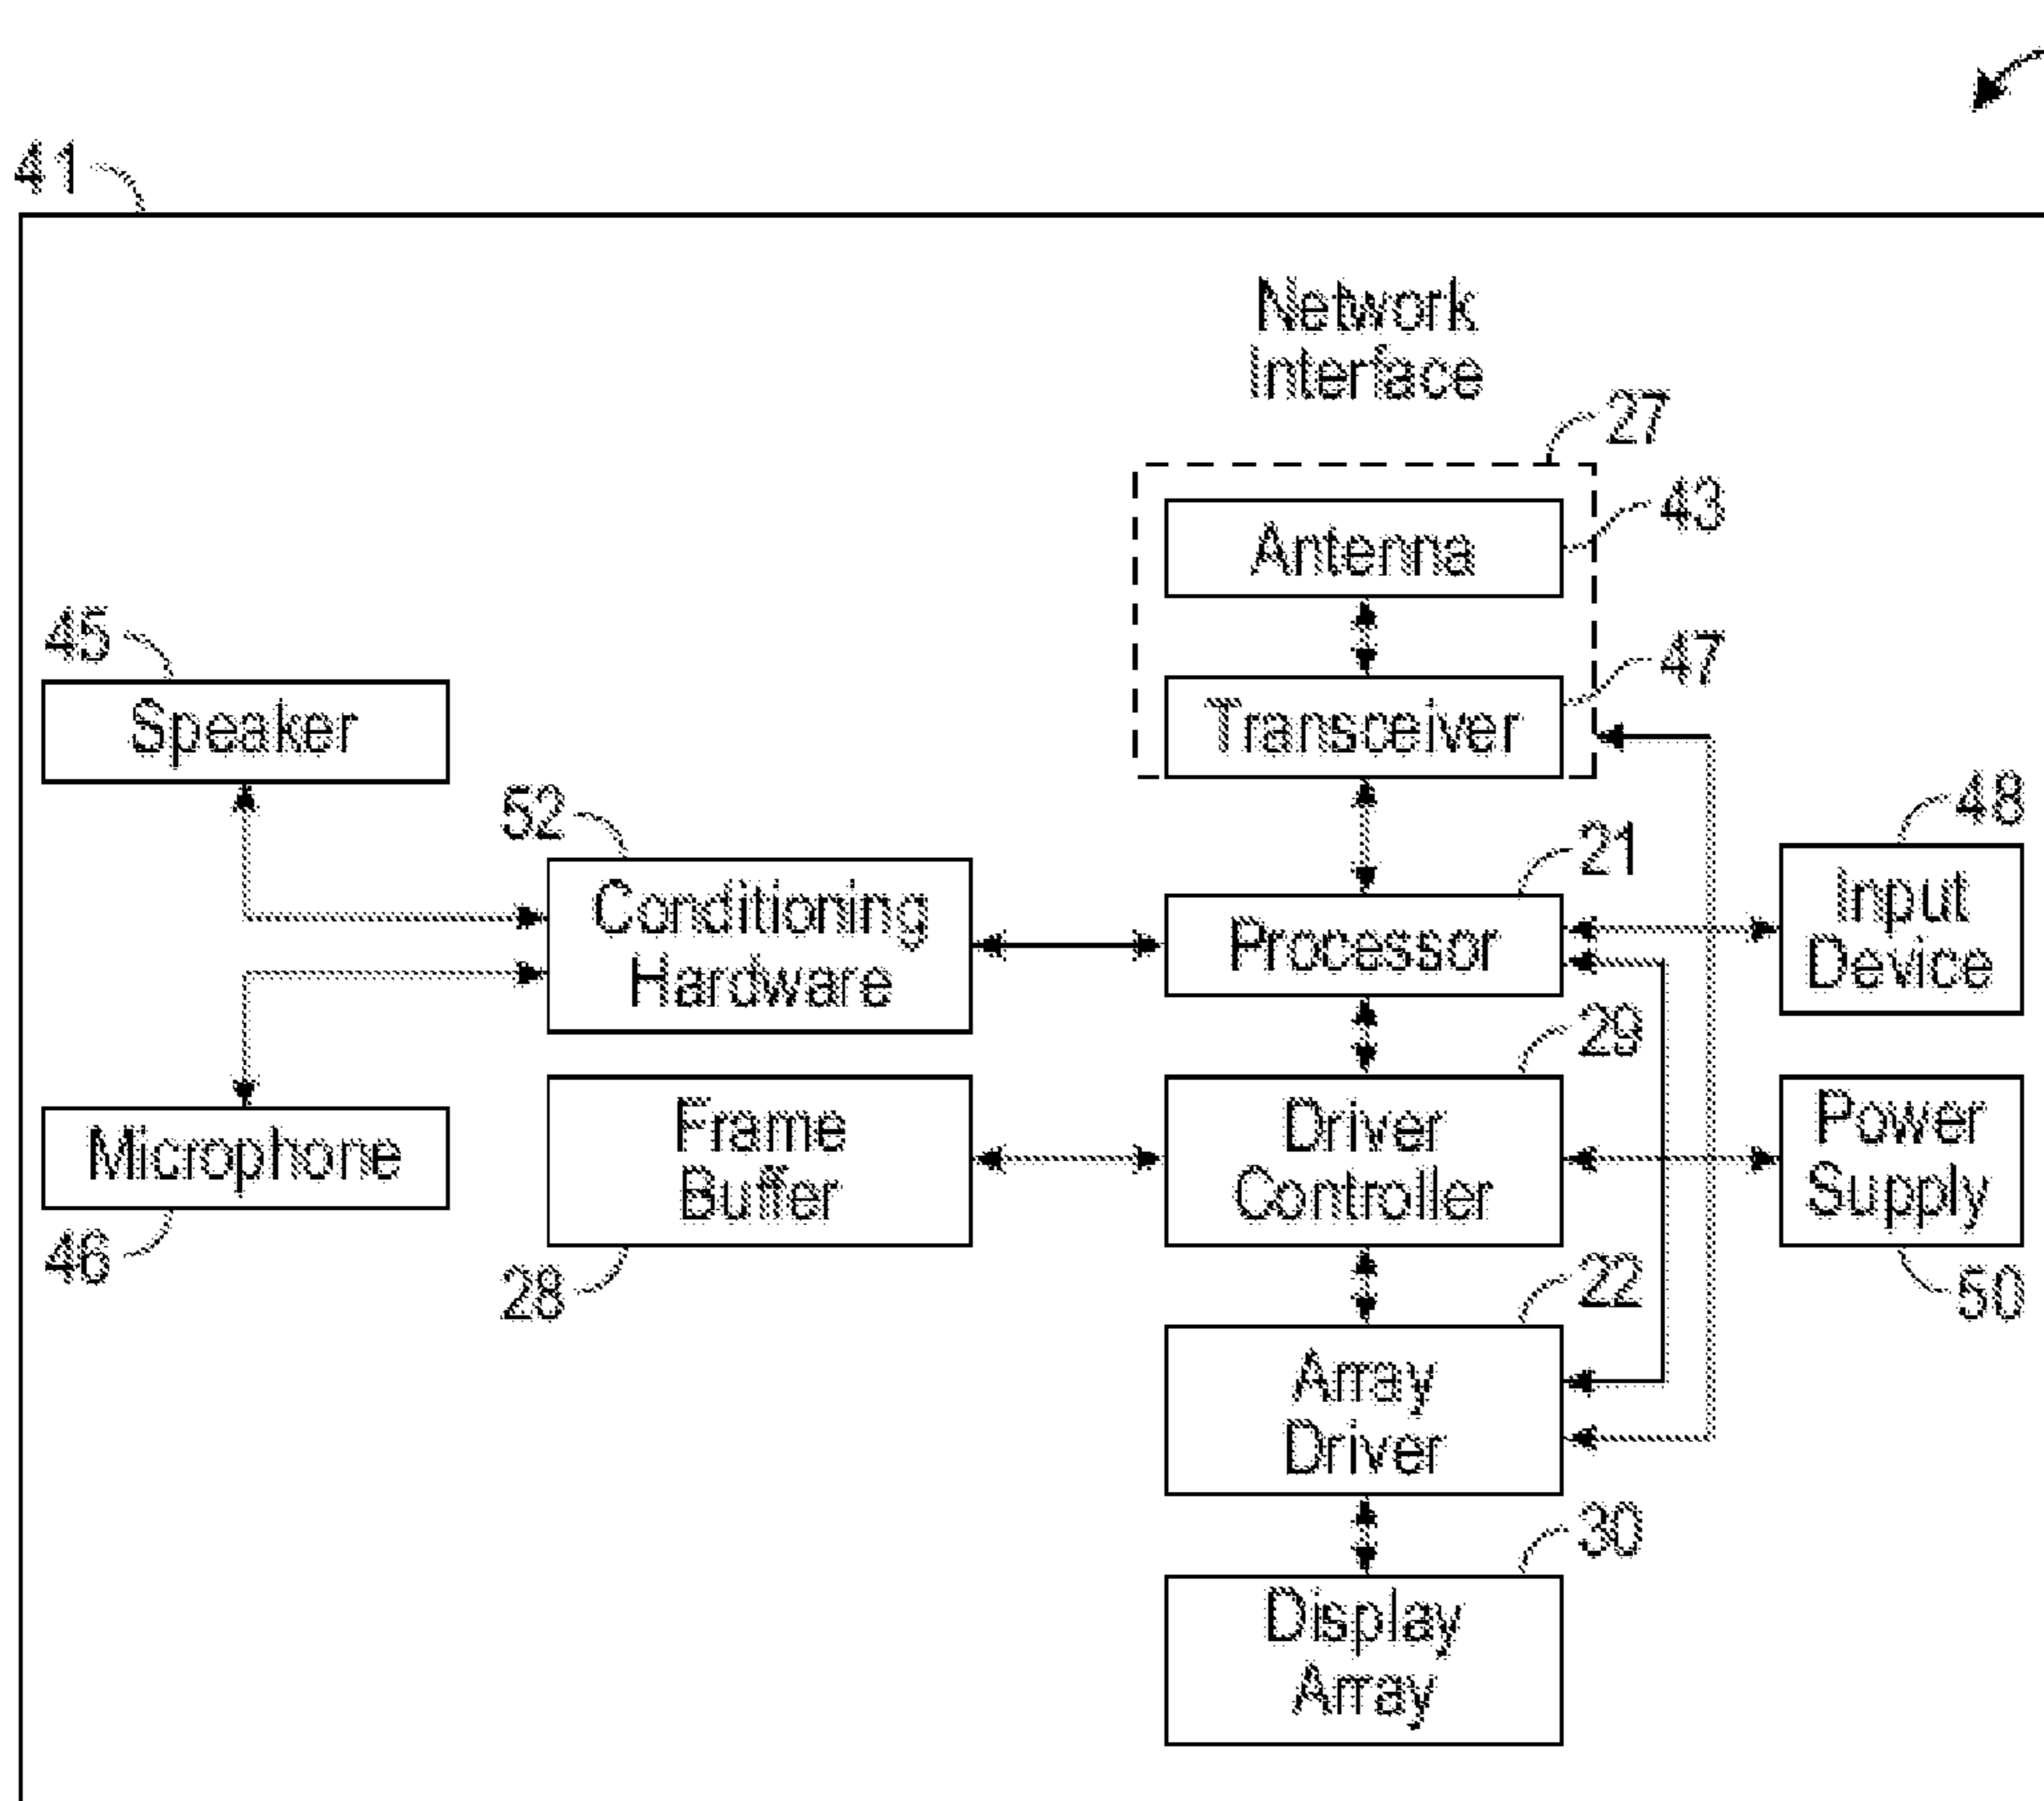 41
Network
Interface
27
Antenna
43
Transceiver
47
45
Speaker
52
Conditioning
Hardware
21
Processor
48
Input
Device
Microphone
46
Frame
Buffer
28
29
Driver
Controller
Power
Supply
50
22
Array
Driver
30
Display
Array